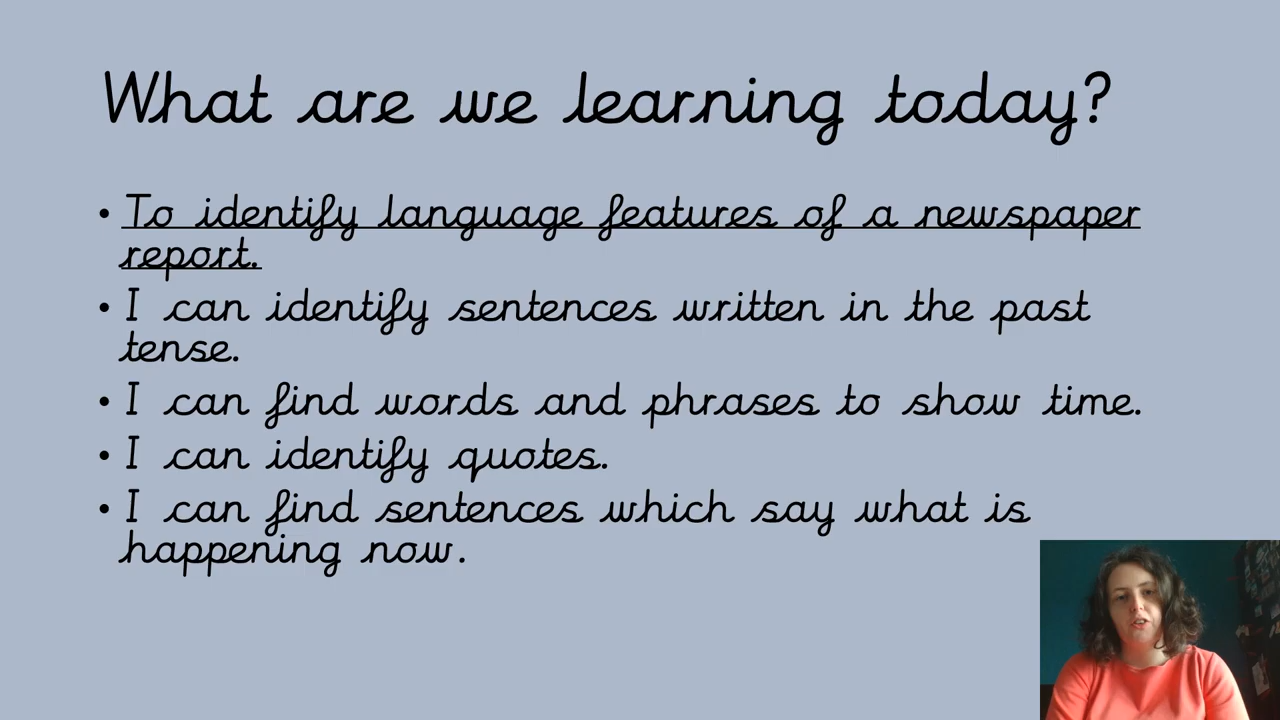 What are we learning today?
• To identify language features of a newspaper
report.
• I can identify sentences written in the past
tense.
• I can find words and phrases to show time.
• I can identify quotes.
• I can find sentences which say what is
happening now.